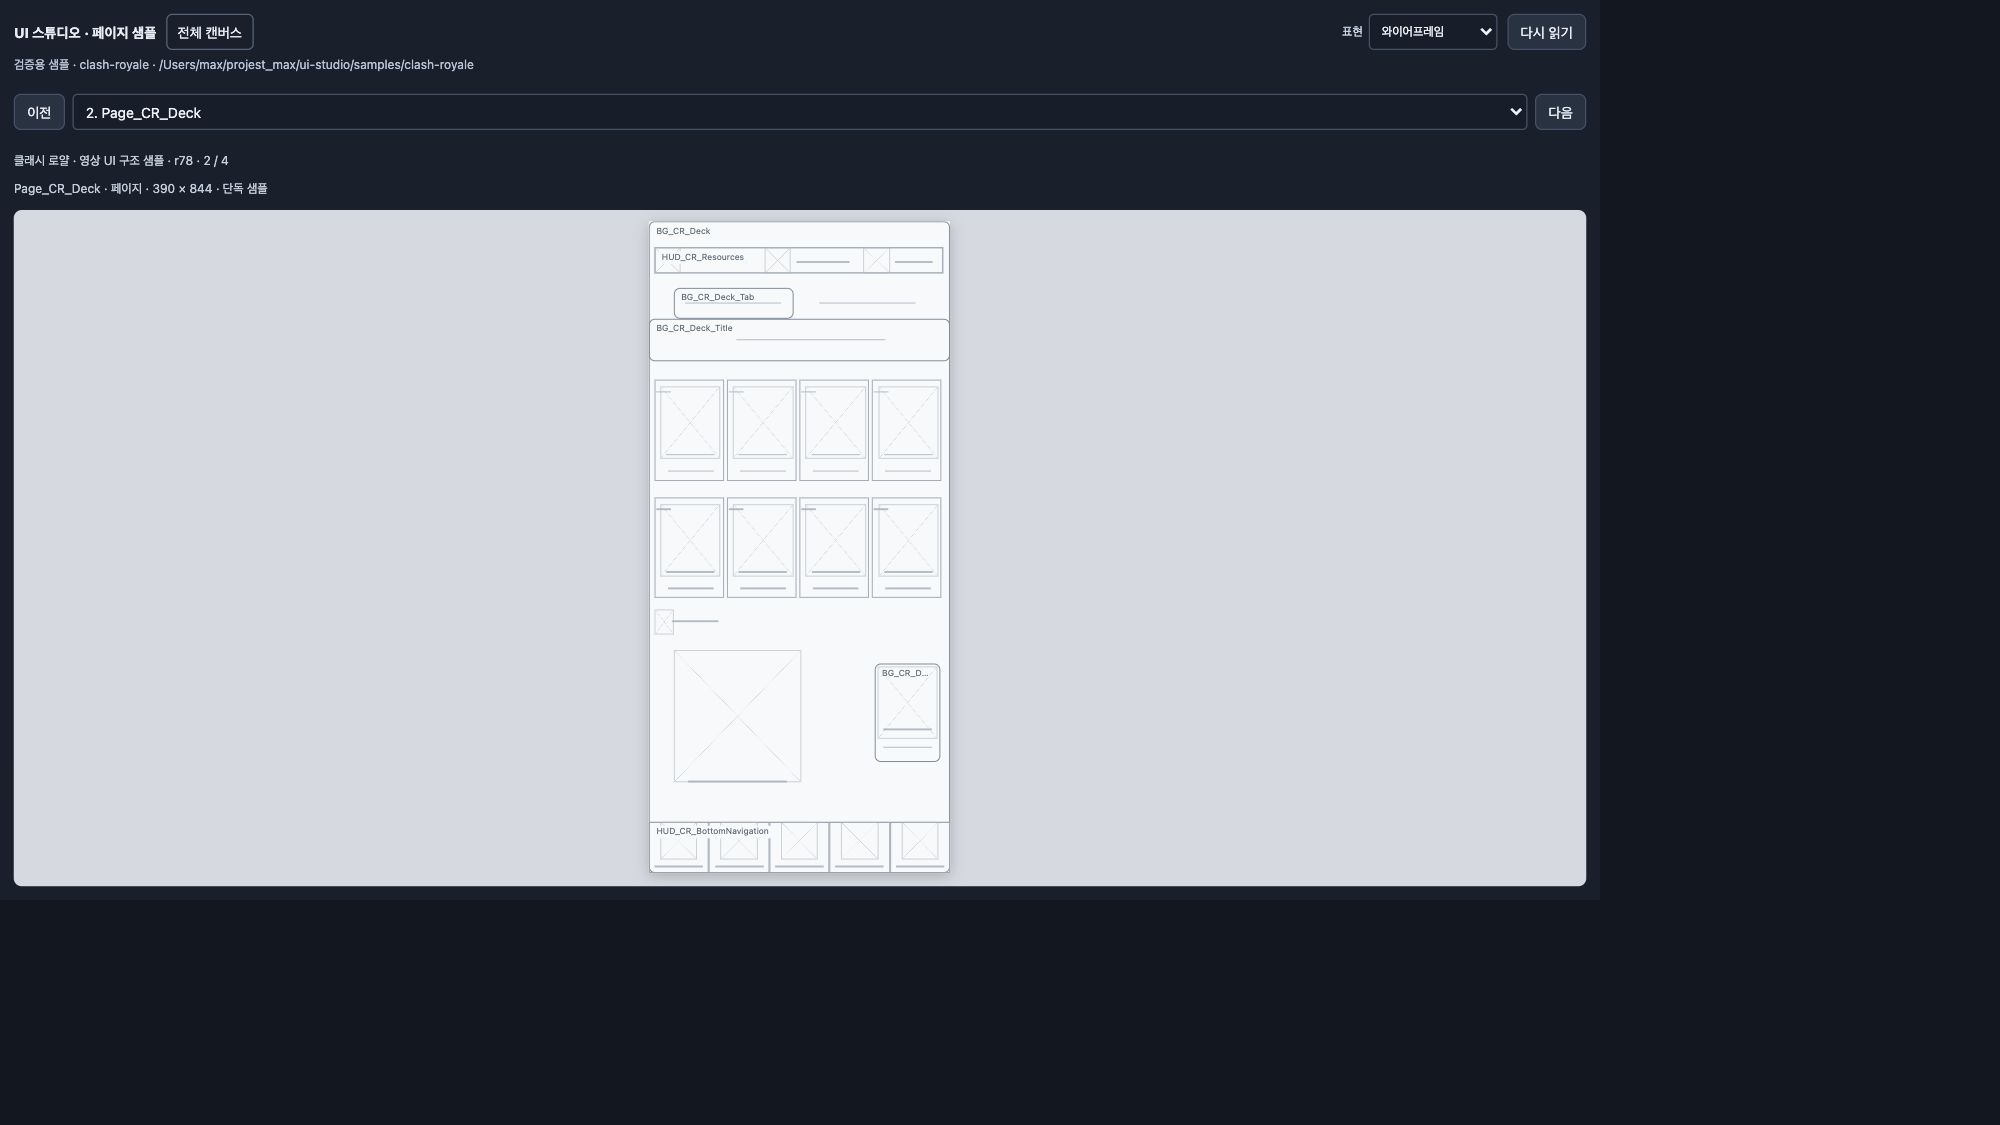 UI 스튜디오 · 페이지 샘플
전체 캔버스
표현
와이어프레임
다시 읽기
검증용 샘플 · clash-royale · /Users/max/projest_max/ui-studio/samples/clash-royale
이전
2. Page_CR_Deck
다음
클래시 로얄 · 영상 UI 구조 샘플 · r78 · 2 / 4
Page_CR_Deck · 페이지 · 390 × 844 · 단독 샘플
BG_CR_Deck
HUD_CR_Resources
BG_CR_Deck_Tab
BG_CR_Deck_Title
BG_CR_D...
HUD_CR_BottomNavigation